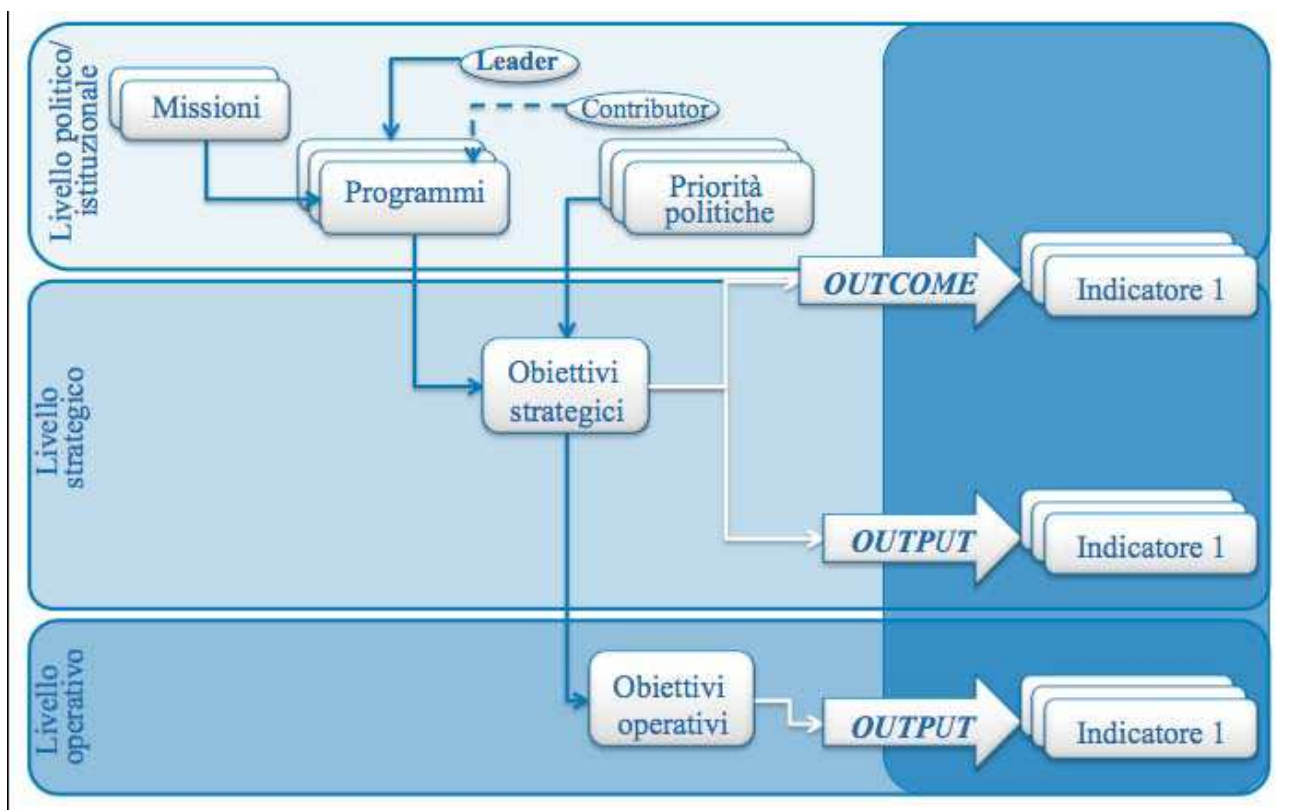 Livello politico/
istituzionale
Missioni
Leader
Contributor
Programmi
Priorità
politiche
OUTCOME
Indicatore 1
Livello
strategico
Obiettivi
strategici
OUTPUT
Indicatore 1
Livello
operativo
Obiettivi
operativi
OUTPUT
Indicatore 1